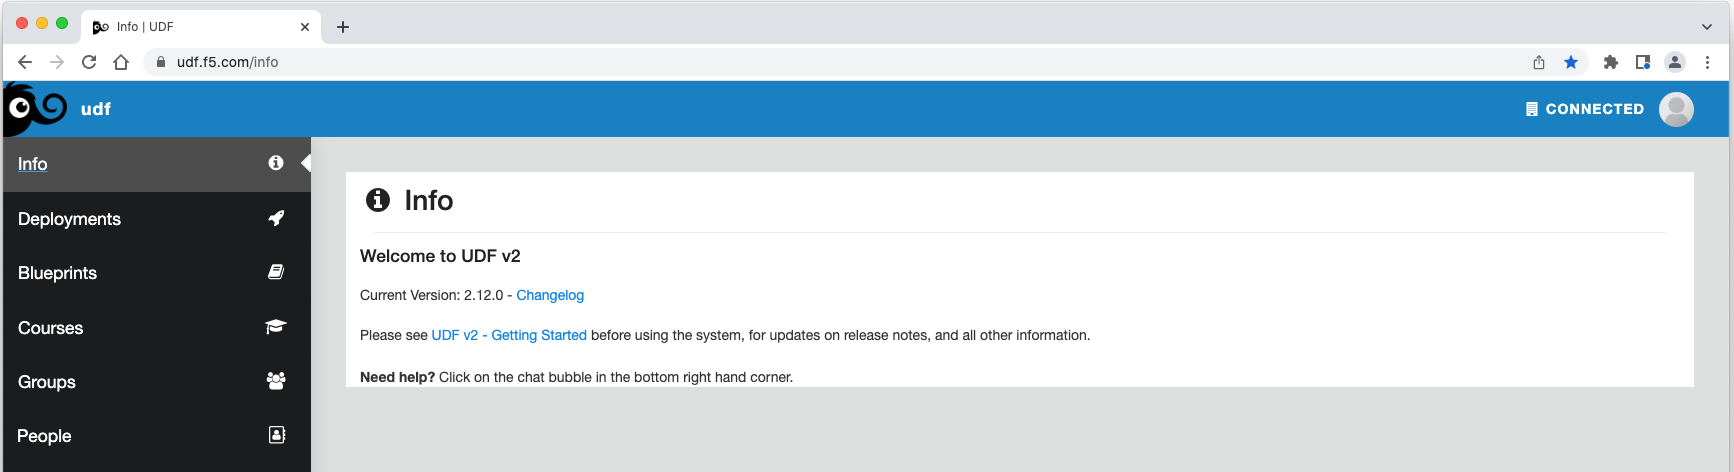 Info | UDF
udf.f5.com/info
udf
CONNECTED
Info
Deployments
Blueprints
Courses
Groups
People
Info
Welcome to UDF v2
Current Version: 2.12.0 - Changelog
Please see UDF v2 - Getting Started before using the system, for updates on release notes, and all other information.
Need help? Click on the chat bubble in the bottom right hand corner.